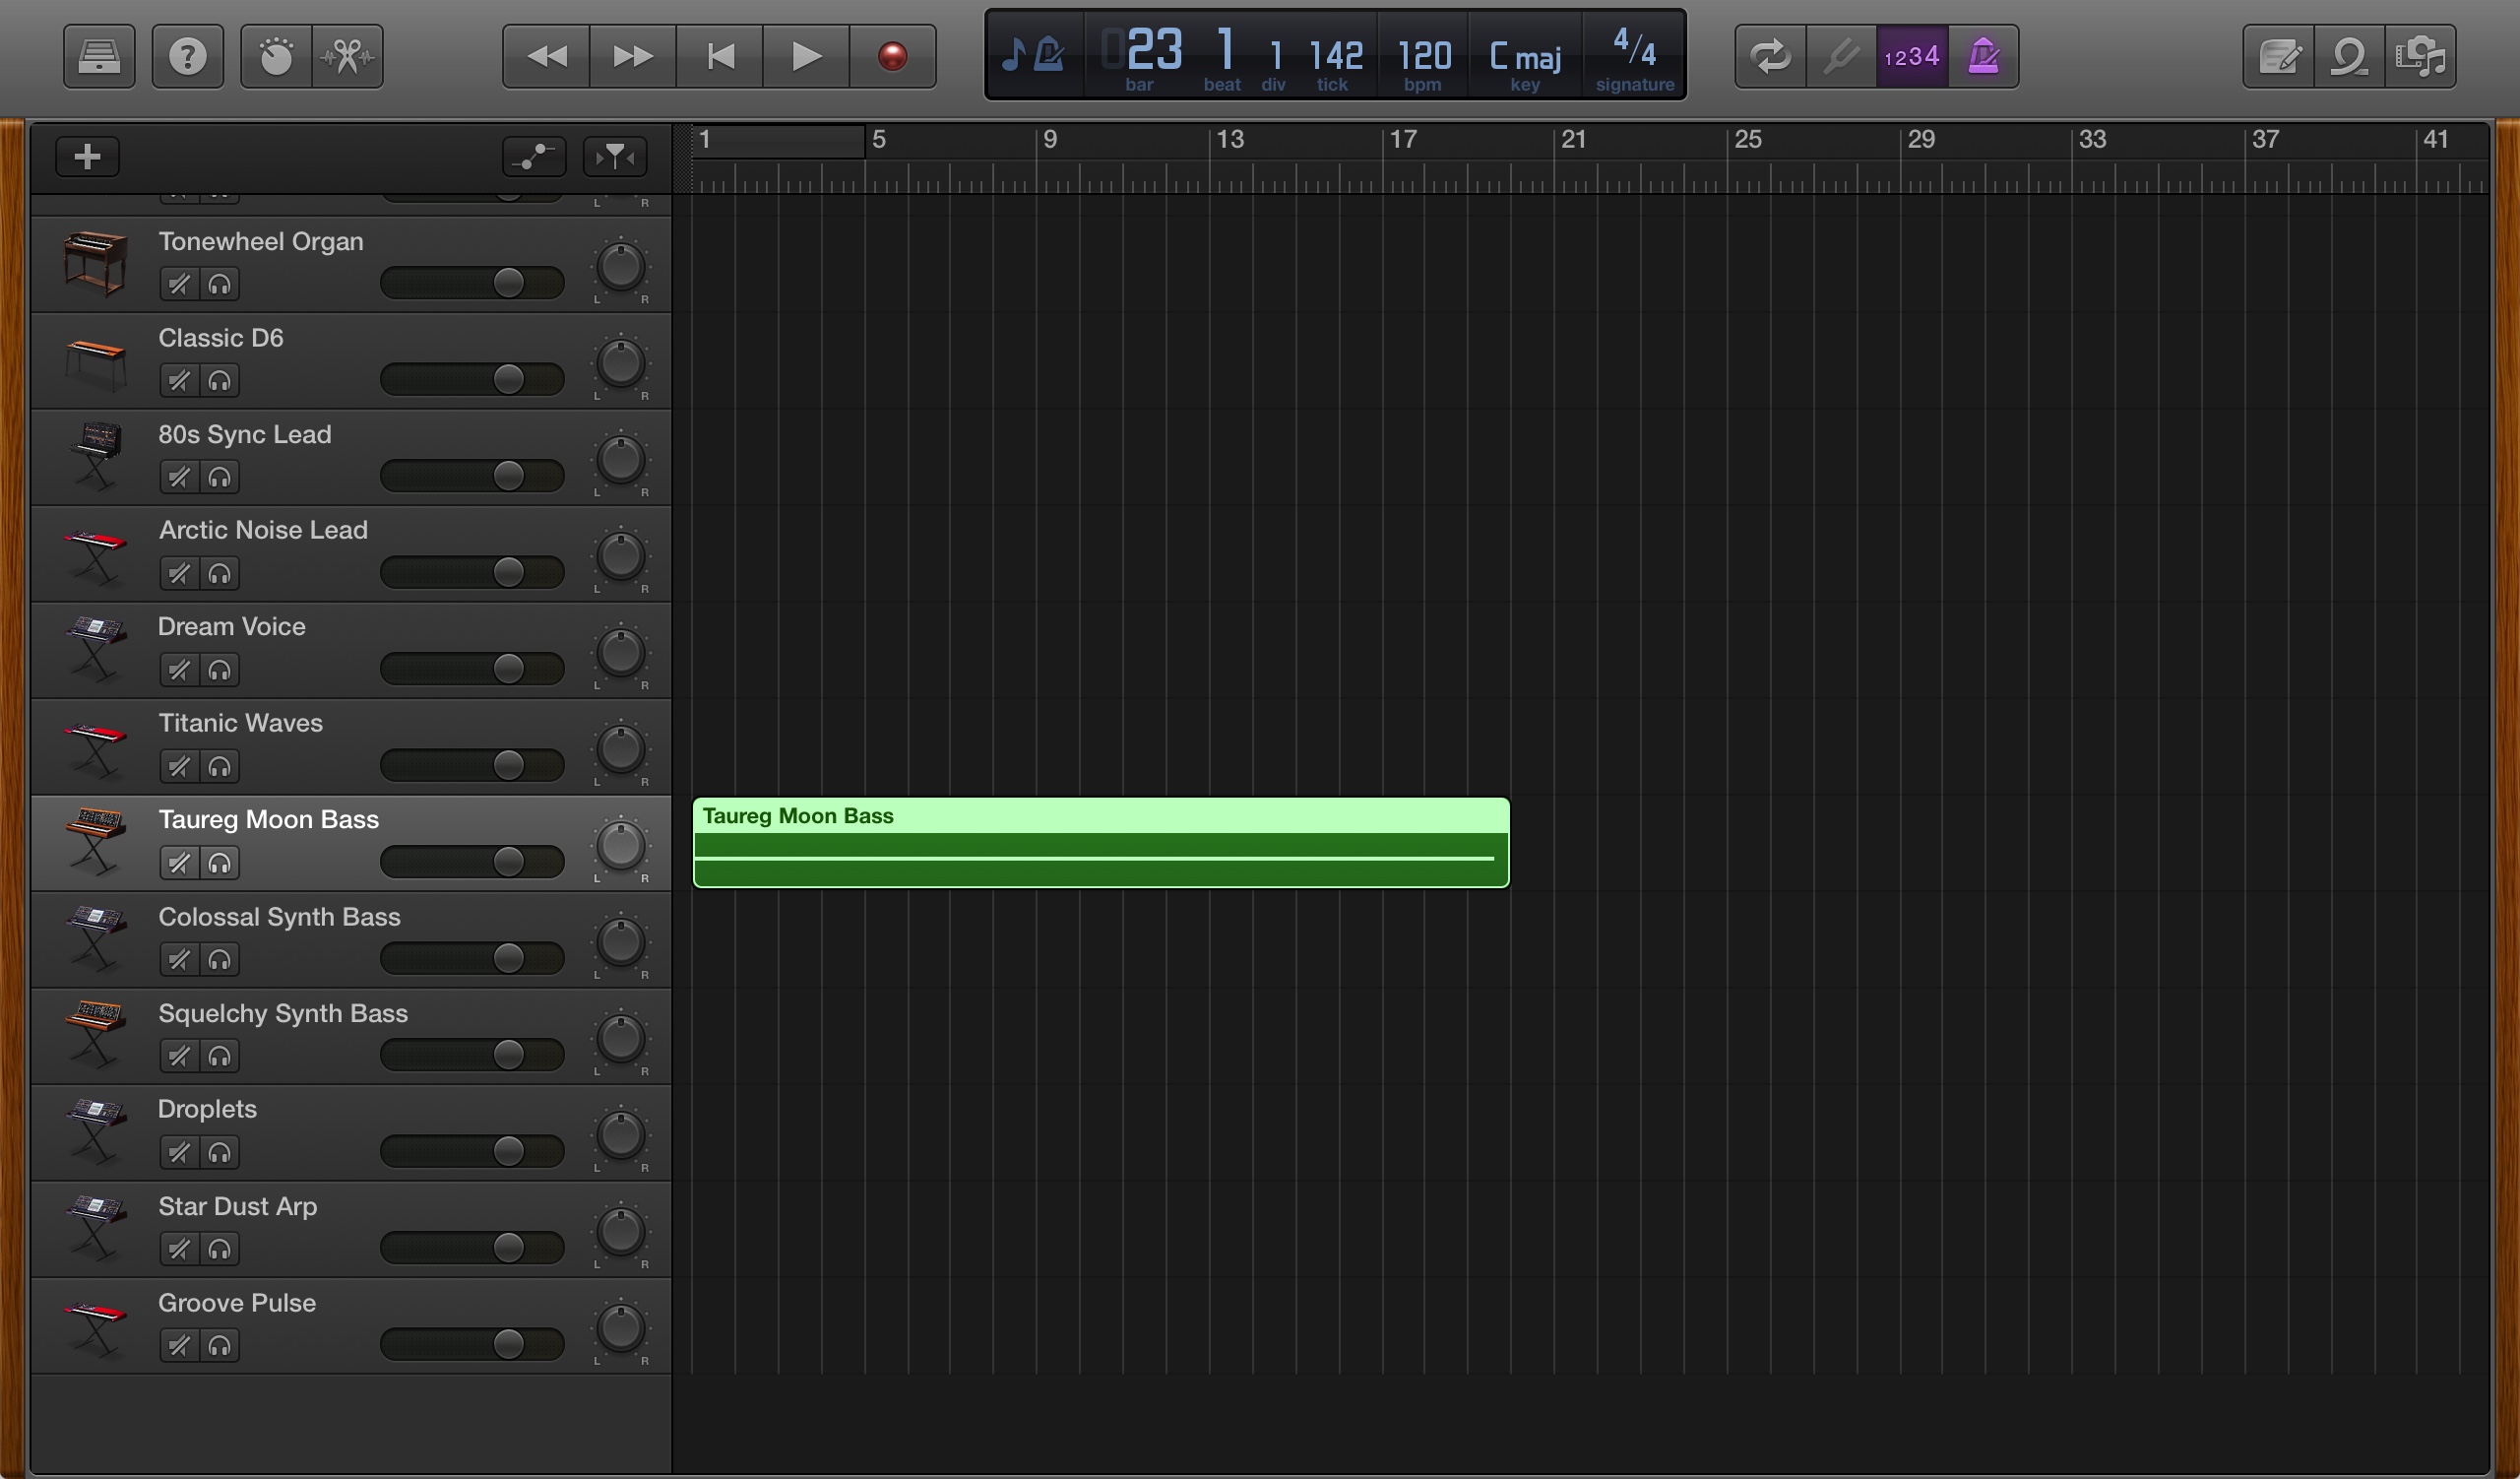 ?
023 1 1 142 120 C maj 4/4
bar beat div tick bpm key signature
1234
1 5 9 13 17 21 25 29 33 37 41
L R
Tonewheel Organ
L R
Classic D6
L R
80s Sync Lead
L R
Arctic Noise Lead
L R
Dream Voice
L R
Titanic Waves
L R
Taureg Moon Bass
L R
Taureg Moon Bass
Colossal Synth Bass
L R
Squelchy Synth Bass
L R
Droplets
L R
Star Dust Arp
L R
Groove Pulse
L R